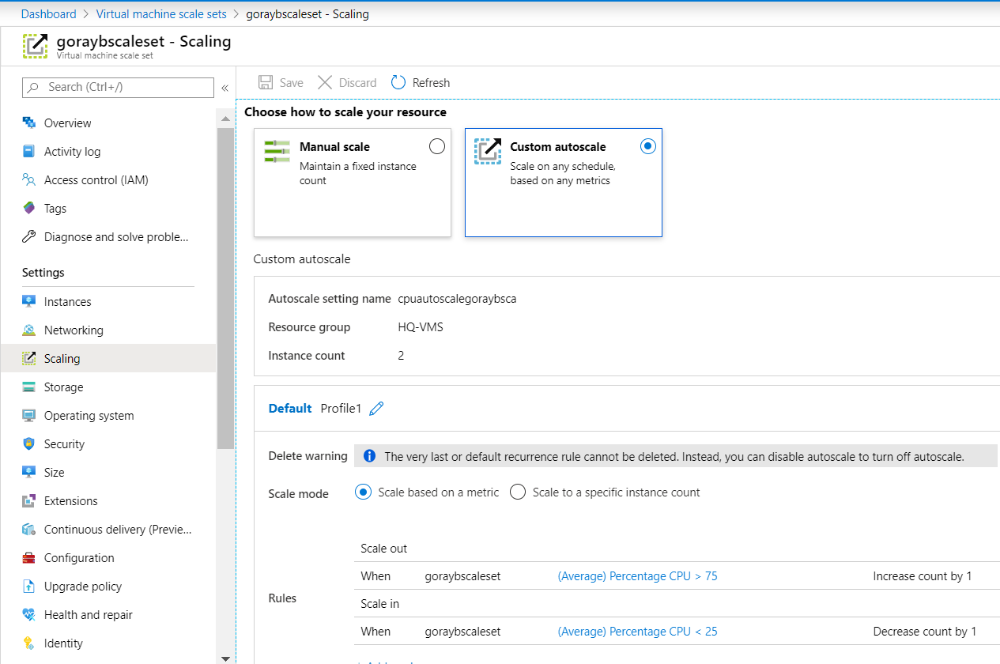 Dashboard > Virtual machine scale sets > goraybscaleset - Scaling
goraybscaleset - Scaling
Virtual machine scale set
Search (Ctrl+/)
«
Overview
Activity log
Access control (IAM)
Tags
Diagnose and solve proble...
Settings
Instances
Networking
Scaling
Storage
Operating system
Security
Size
Extensions
Continuous delivery (Previe...
Configuration
Upgrade policy
Health and repair
Identity
Save Discard Refresh
Choose how to scale your resource
Manual scale
Maintain a fixed instance
count
Custom autoscale
Scale on any schedule,
based on any metrics
Custom autoscale
Autoscale setting name cpuautoscalegoraybsca
Resource group HQ-VMS
Instance count 2
Default Profile1
Delete warning The very last or default recurrence rule cannot be deleted. Instead, you can disable autoscale to turn off autoscale.
Scale mode Scale based on a metric Scale to a specific instance count
Rules
Scale out
When goraybscaleset (Average) Percentage CPU > 75 Increase count by 1
Scale in
When goraybscaleset (Average) Percentage CPU < 25 Decrease count by 1